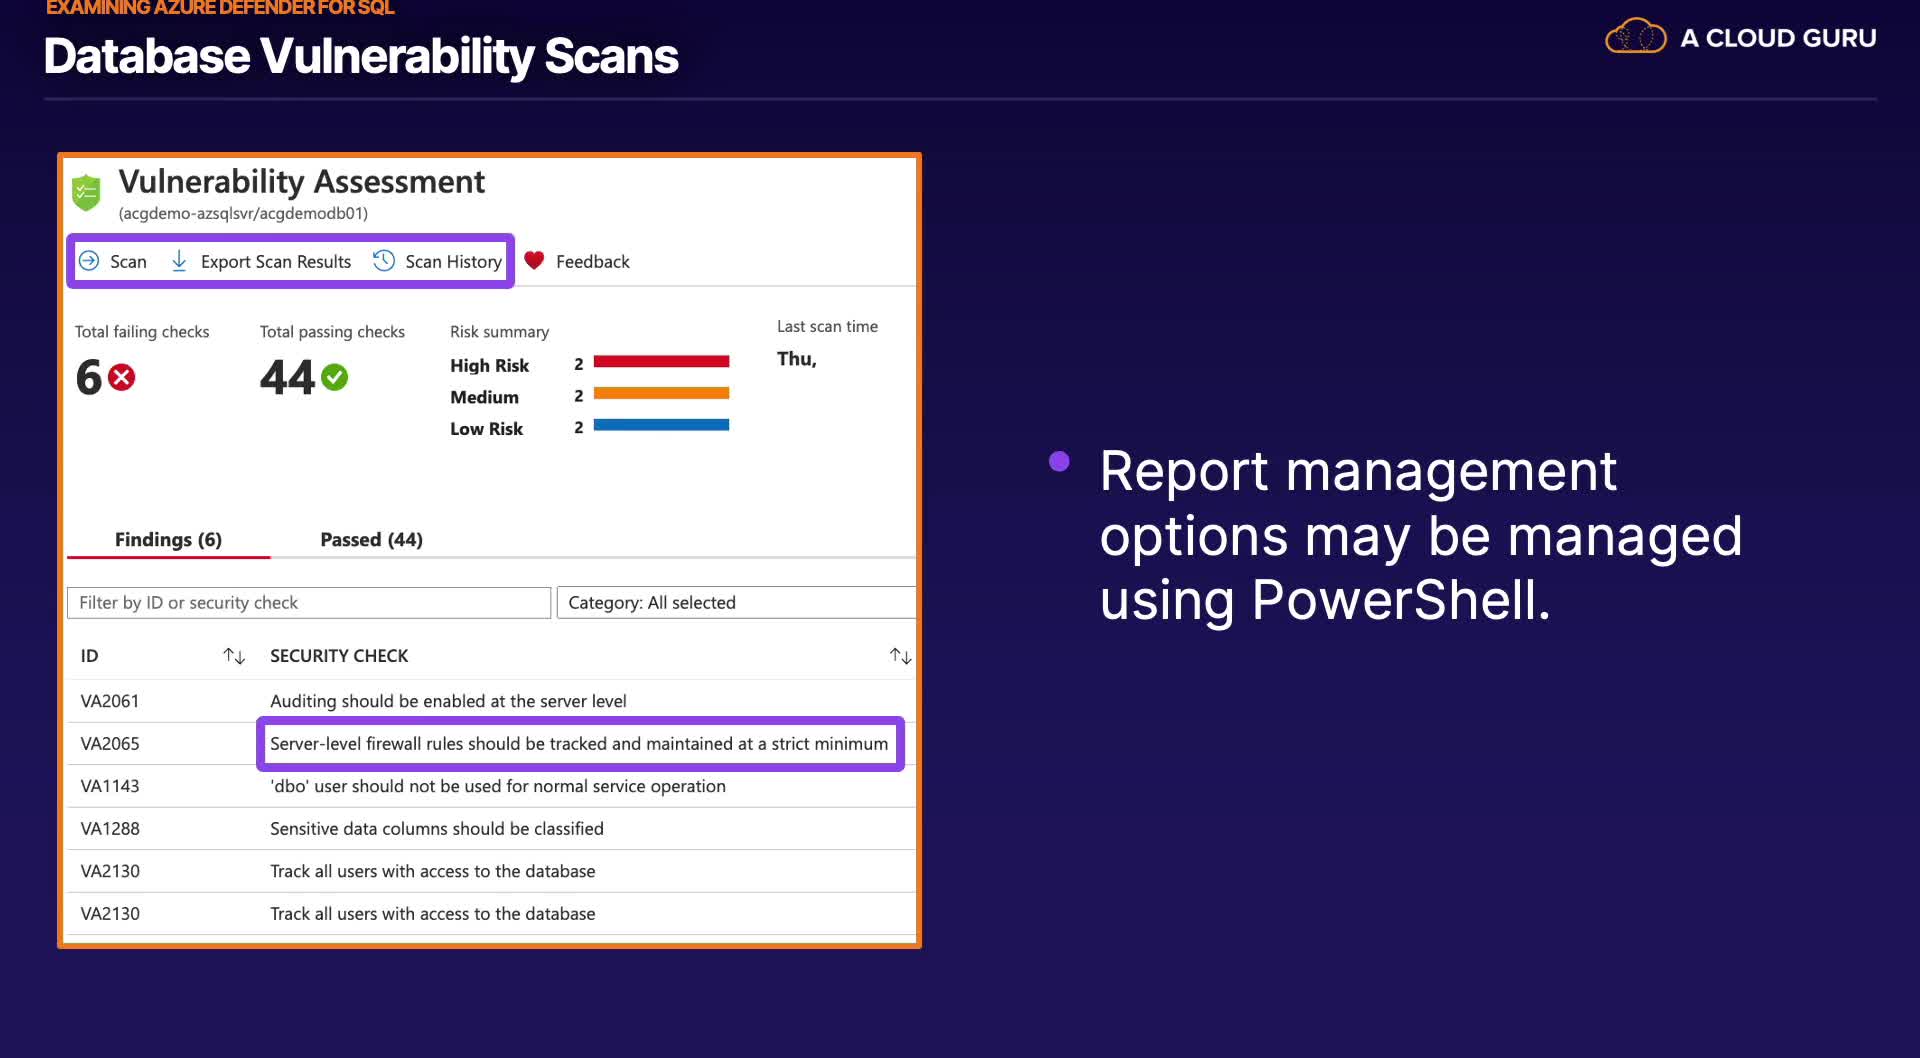 EXAMINING AZURE DEFENDER FOR SQL
Database Vulnerability Scans
A CLOUD GURU
Vulnerability Assessment
(acgdemo-azsqlsvr/acgdemodb01)
Scan Export Scan Results Scan History Feedback
Total failing checks Total passing checks Risk summary Last scan time
6 44 High Risk 2 Thu,
Medium 2
Low Risk 2
Findings (6) Passed (44)
Filter by ID or security check Category: All selected
ID SECURITY CHECK
VA2061 Auditing should be enabled at the server level
VA2065 Server-level firewall rules should be tracked and maintained at a strict minimum
VA1143 'dbo' user should not be used for normal service operation
VA1288 Sensitive data columns should be classified
VA2130 Track all users with access to the database
VA2130 Track all users with access to the database
Report management
options may be managed
using PowerShell.